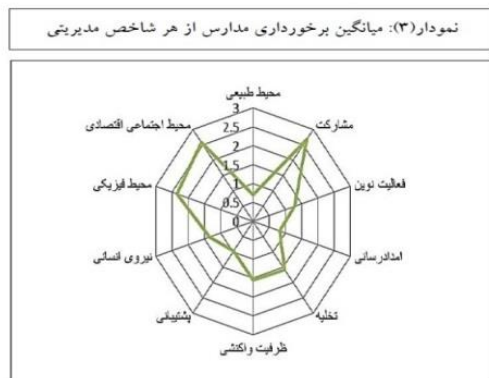 نمودار(۳): میانگین برخورداری مدارس از هر شاخص مدیریتی
محیط طبیعی
محیط اجتماعی اقتصادی
مشارکت
محیط فیزیکی
فعالیت نوین
نیروی انسانی
امدادرسانی
پشتیبانی
تخلیه
ظرفیت واکنشی
3
2.5
2
1.5
1
0.5
0